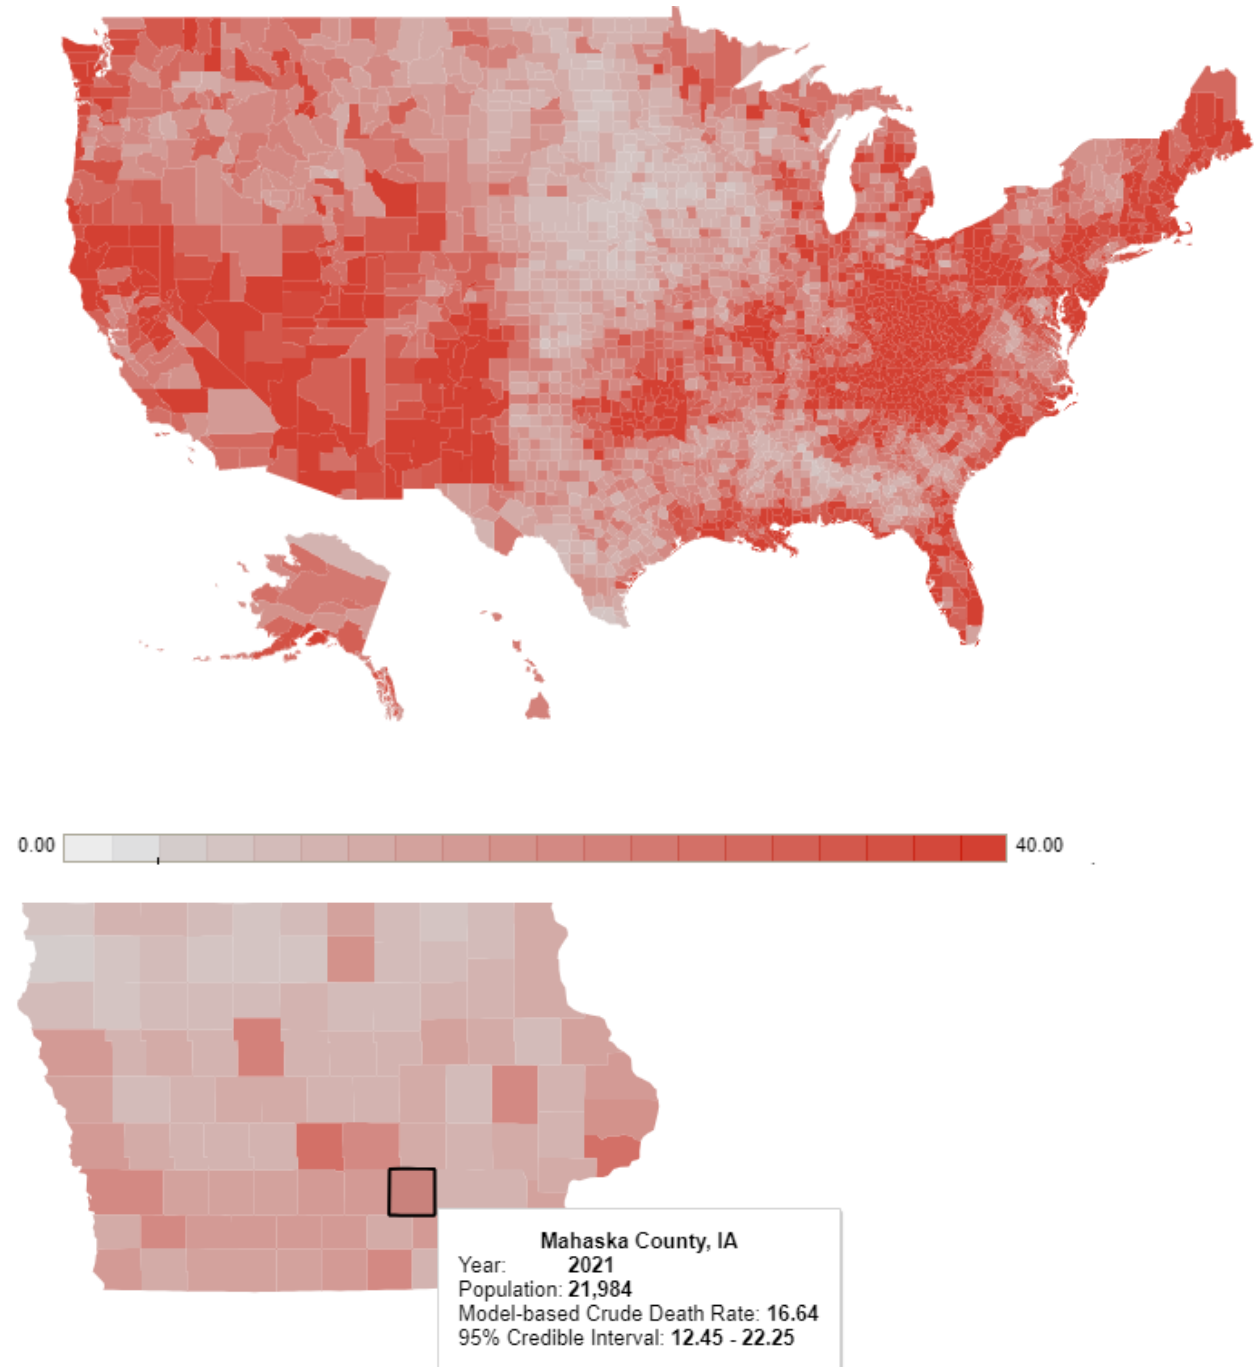 0.00 40.00
Mahaska County, IA
Year: 2021
Population: 21,984
Model-based Crude Death Rate: 16.64
95% Credible Interval: 12.45 - 22.25